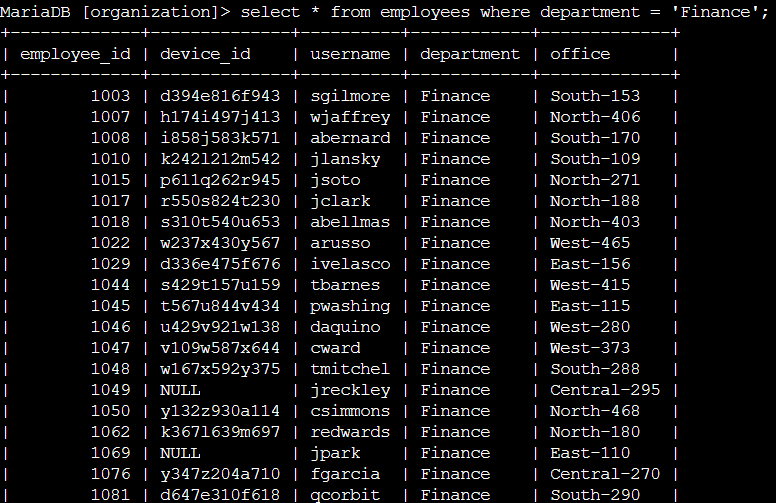 MariaDB [organization]> select * from employees where department = 'Finance';
+-------------+--------------+----------+------------+-------------+
| employee_id | device_id    | username | department | office      |
+-------------+--------------+----------+------------+-------------+
|        1003 | d394e816f943 | sgilmore | Finance    | South-153   |
|        1007 | h174i497j413 | wjaffrey | Finance    | North-406   |
|        1008 | i858j583k571 | abernard | Finance    | South-170   |
|        1010 | k242l212m542 | jlansky  | Finance    | South-109   |
|        1015 | p611q262r945 | jsoto    | Finance    | North-271   |
|        1017 | r550s824t230 | jclark   | Finance    | North-188   |
|        1018 | s310t540u653 | abellmas | Finance    | North-403   |
|        1022 | w237x430y567 | arusso   | Finance    | West-465    |
|        1029 | d336e475f676 | ivelasco | Finance    | East-156    |
|        1044 | s429t157u159 | tbarnes  | Finance    | West-415    |
|        1045 | t567u844v434 | pwashing | Finance    | East-115    |
|        1046 | u429v921w138 | daquino  | Finance    | West-280    |
|        1047 | v109w587x644 | cward    | Finance    | West-373    |
|        1048 | w167x592y375 | tmitchel | Finance    | South-288   |
|        1049 | NULL         | jreckley | Finance    | Central-295 |
|        1050 | y132z930a114 | csimmons | Finance    | North-468   |
|        1062 | k367l639m697 | redwards | Finance    | North-180   |
|        1069 | NULL         | jpark    | Finance    | East-110    |
|        1076 | y347z204a710 | fgarcia  | Finance    | Central-270 |
|        1081 | d647e310f618 | qcorbit  | Finance    | South-290   |